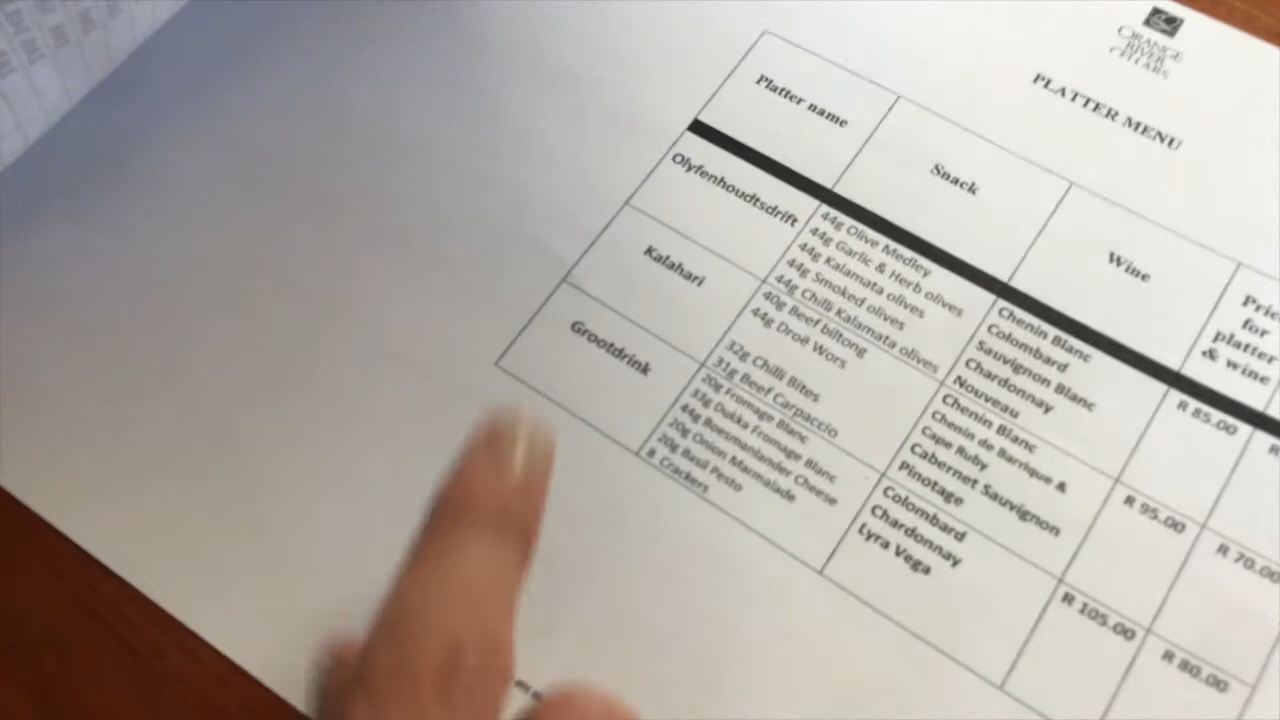 ORANGE
RIVER
CELLARS
PLATTER MENU
Platter name
Snack
Wine
for
platter
& wine
Olyfenhoudtsdrift
44g Olive Medley
44g Garlic & Herb olives
44g Kalamata olives
44g Smoked olives
44g Chilli Kalamata olives
Chenin Blanc
Colombard
Sauvignon Blanc
Chardonnay
Nouveau
R 85.00
Kalahari
40g Beef biltong
44g Droë Wors
32g Chilli Bites
31g Beef Carpaccio
Chenin Blanc
Chenin de Barrique &
Cape Ruby
Cabernet Sauvignon
Pinotage
R 95.00
R 70.00
Grootdrink
20g Fromage Blanc
33g Dukka Fromage Blanc
44g Boesmanlander Cheese
20g Onion Marmalade
20g Basil Pesto
8 Crackers
Colombard
Chardonnay
Lyra Vega
R 105.00
R 80.00